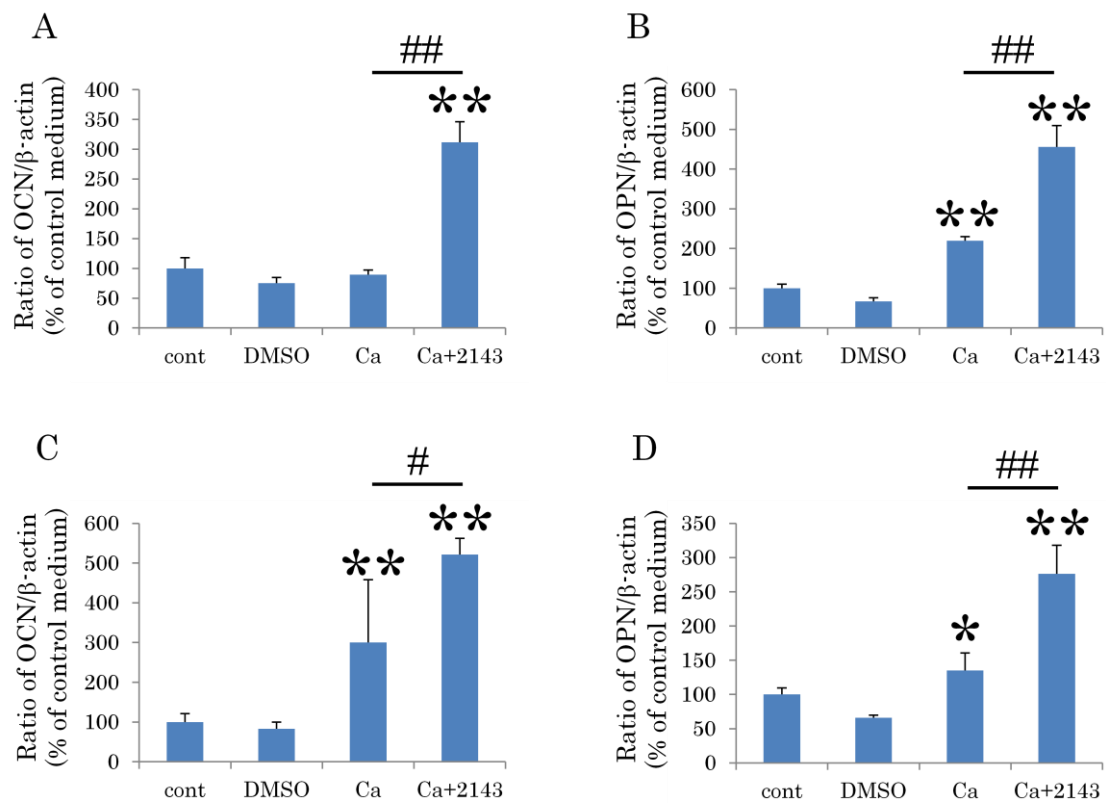 A
##
Ratio of OCN/β-actin
(% of control medium)
400
350
300
250
200
150
100
50
0
**
cont DMSO Ca Ca+2143
B
##
Ratio of OPN/β-actin
(% of control medium)
600
500
400
300
200
100
0
**
**
cont DMSO Ca Ca+2143
C
#
Ratio of OCN/β-actin
(% of control medium)
600
500
400
300
200
100
0
**
**
cont DMSO Ca Ca+2143
D
##
Ratio of OPN/β-actin
(% of control medium)
350
300
250
200
150
100
50
0
*
**
cont DMSO Ca Ca+2143